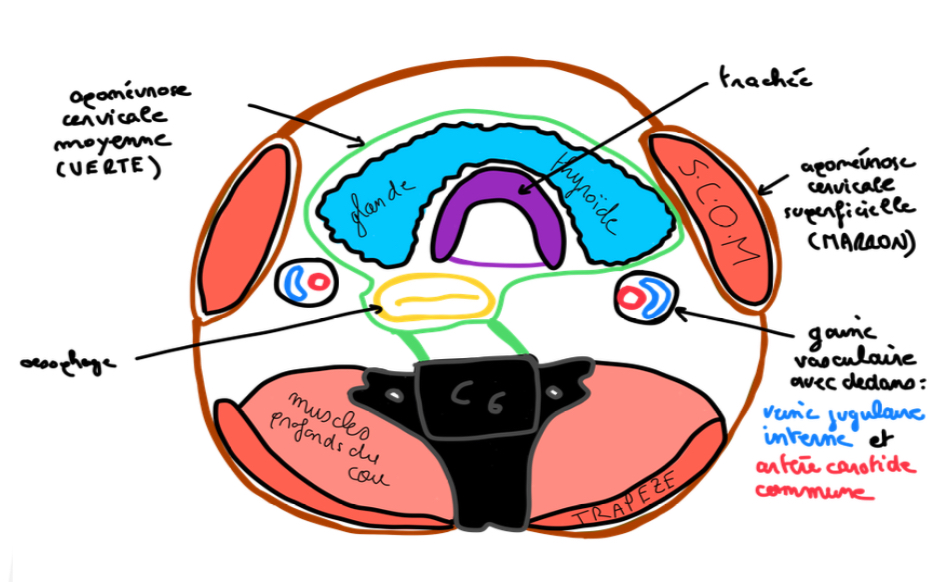 trachée
aponévrose
cervicale
moyenne
(VERTE)
glande
thyroïde
S.C.O.M
aponévrose
cervicale
superficielle
(MARRON)
oesophage
gaine
vasculaire
avec dedans:
veine jugulaire
interne et
artère carotide
commune
C6
muscles
profonds du
cou
TRAPEZE